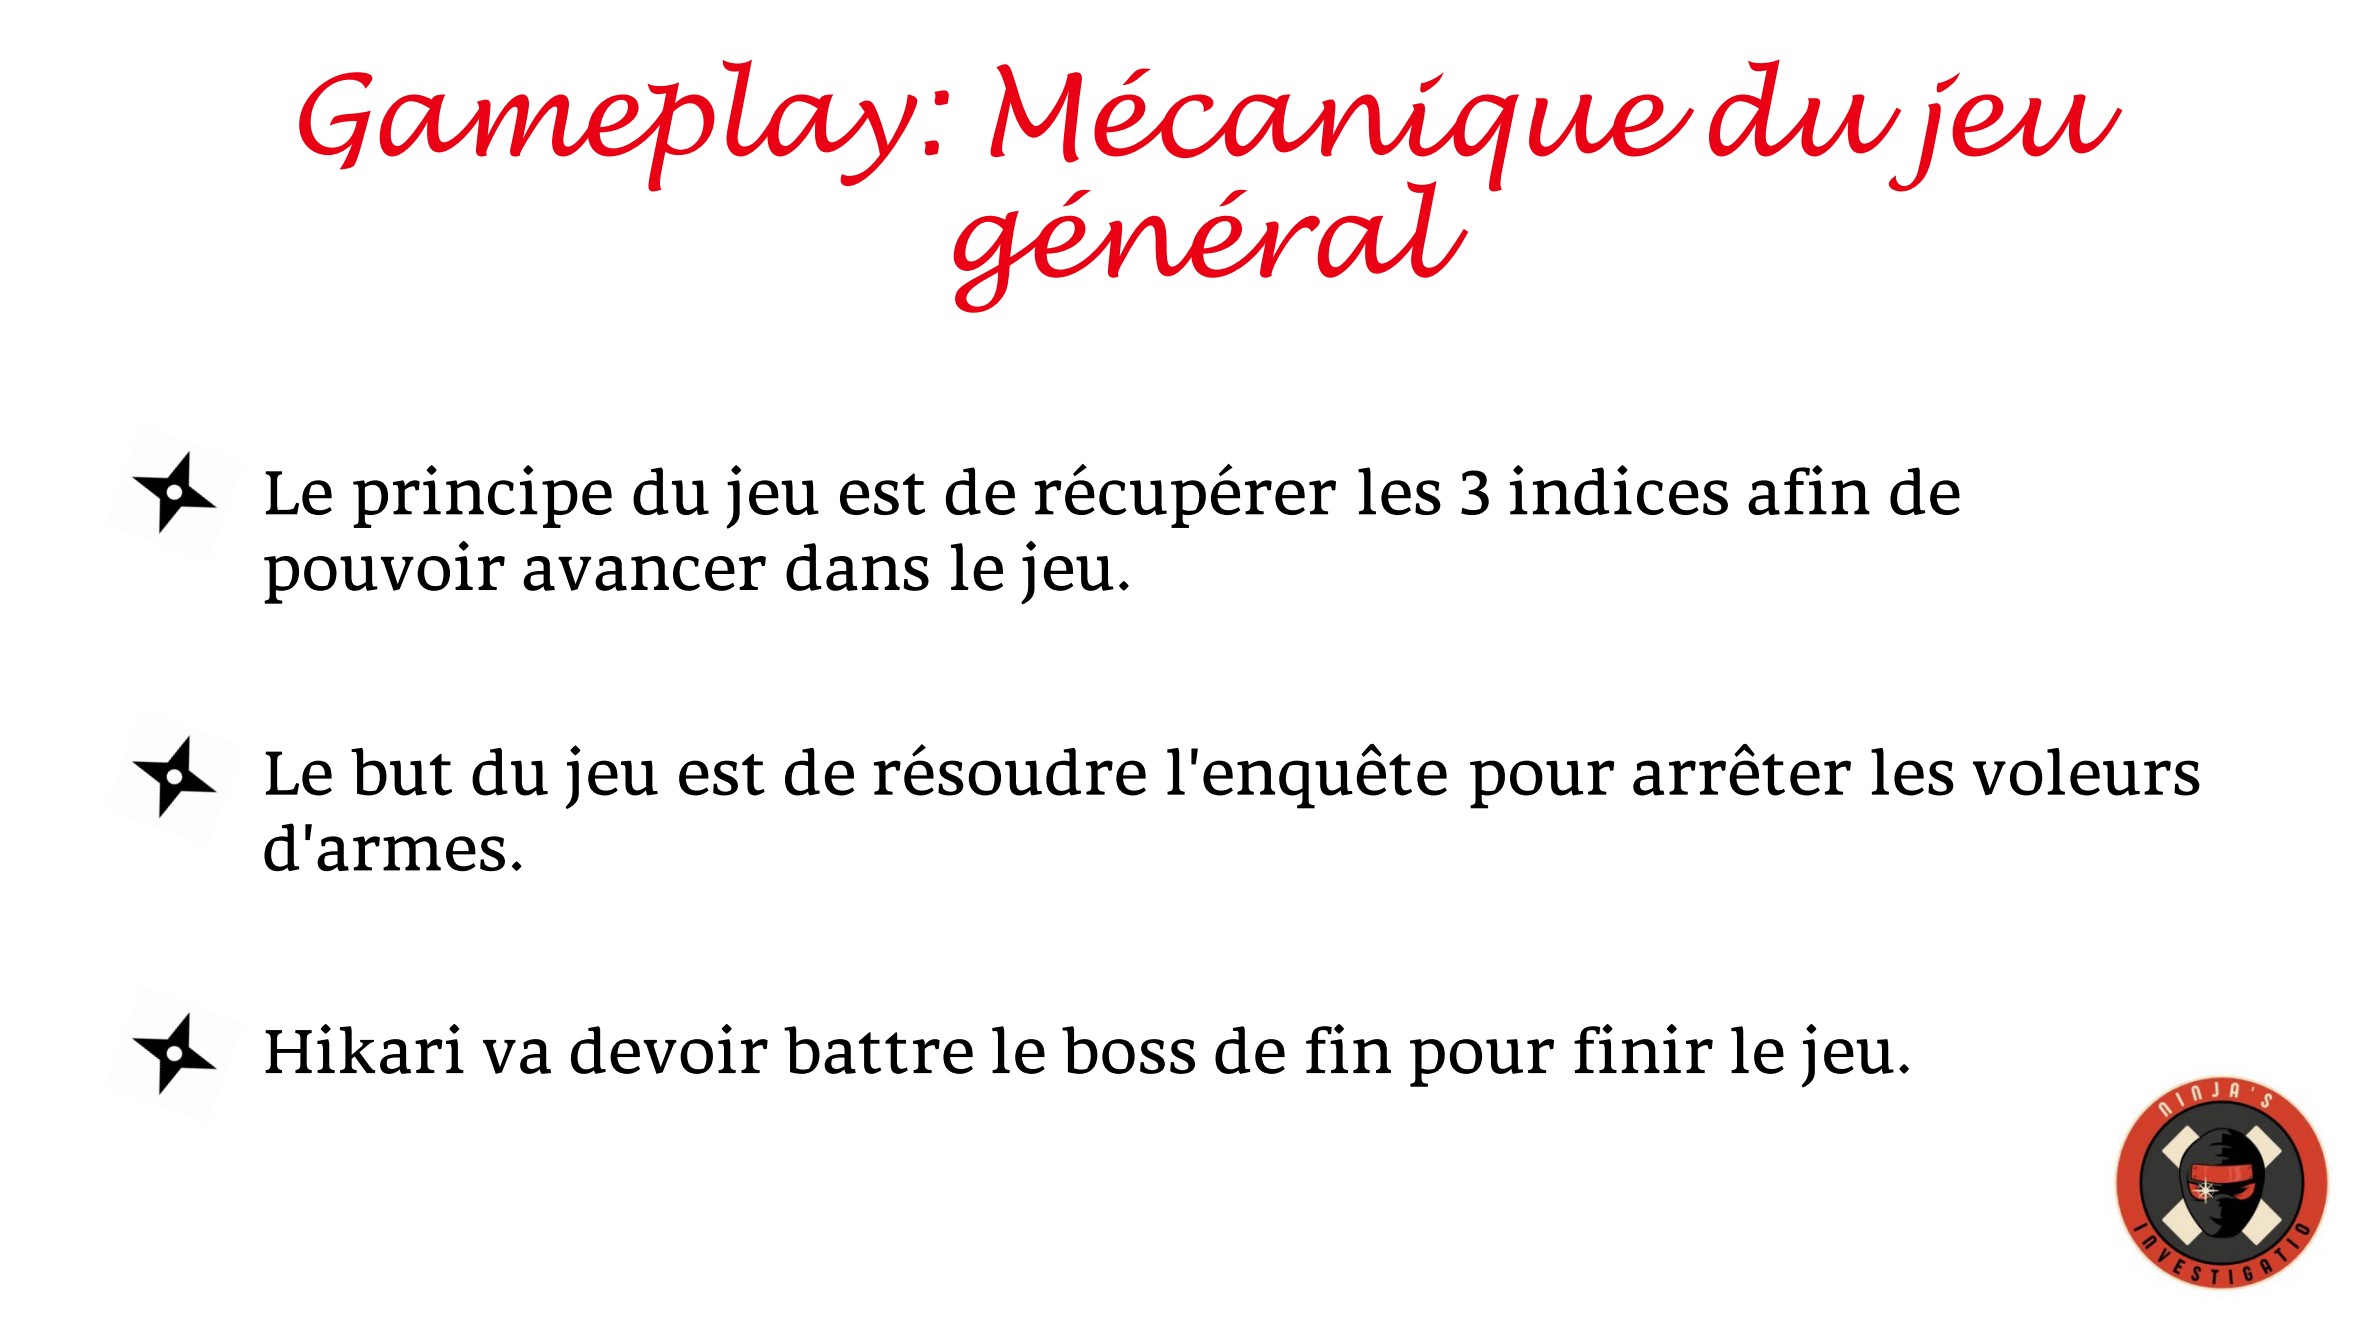 Gameplay: Mécanique du jeu
général
Le principe du jeu est de récupérer les 3 indices afin de
pouvoir avancer dans le jeu.
Le but du jeu est de résoudre l'enquête pour arrêter les voleurs
d'armes.
Hikari va devoir battre le boss de fin pour finir le jeu.
NINJA'S
INVESTIGATIO